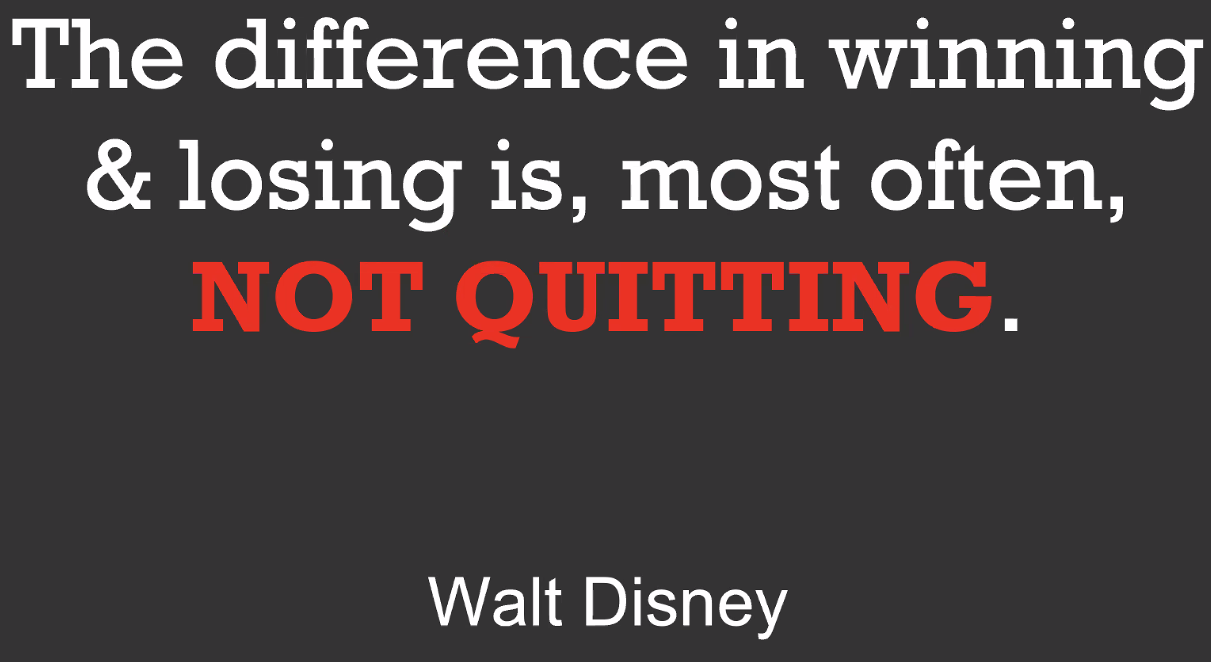 The difference in winning
& losing is, most often,
NOT QUITTING.
Walt Disney